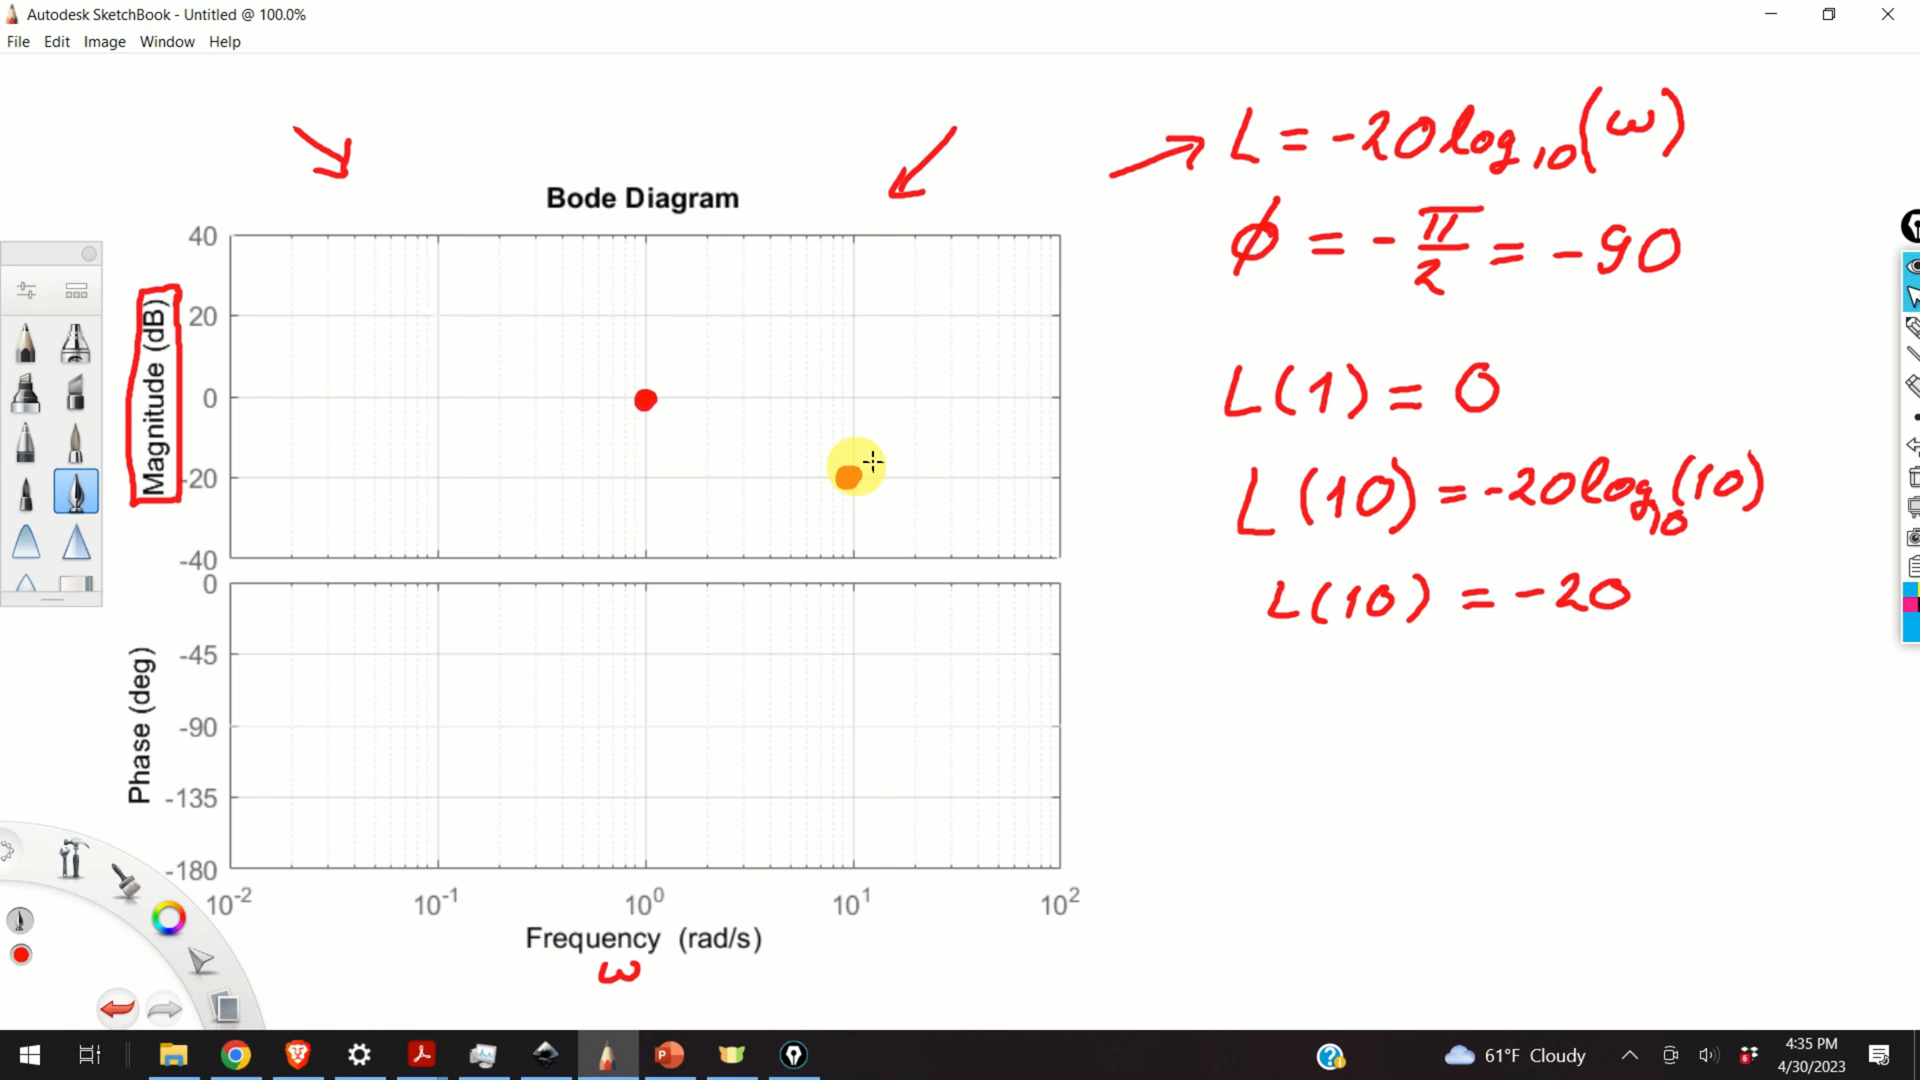 Autodesk SketchBook - Untitled @ 100.0%
File Edit Image Window Help
L = -20log10(ω)
ϕ = - π/2 = -90
L(1) = 0
L(10) = -20log10(10)
L(10) = -20
Bode Diagram
Magnitude (dB)
40
20
0
-20
-40
Phase (deg)
0
-45
-90
-135
-180
10^-2 10^-1 10^0 10^1 10^2
Frequency (rad/s)
ω
61°F Cloudy
4:35 PM
4/30/2023